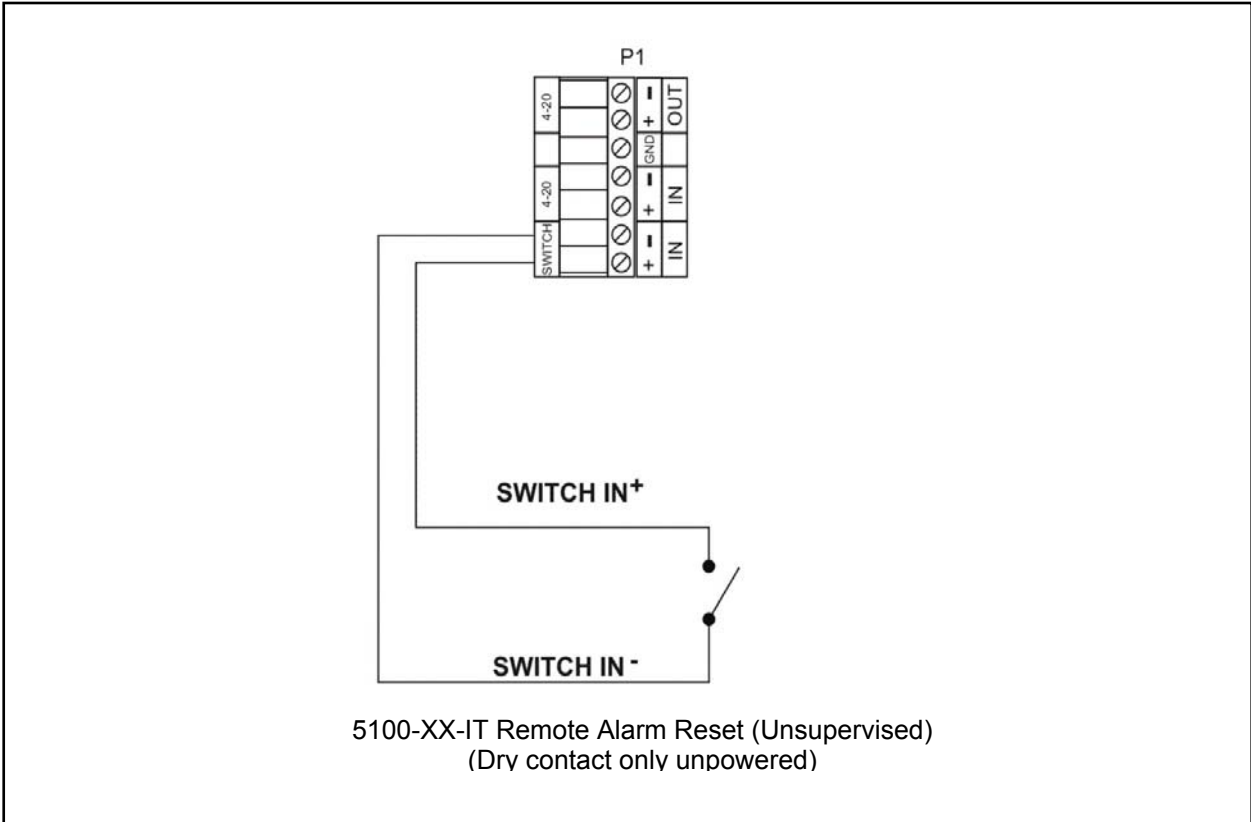 P1
4-20
- + OUT
GND
4-20
- + IN
SWITCH
- + IN
SWITCH IN+
SWITCH IN-
5100-XX-IT Remote Alarm Reset (Unsupervised)
(Dry contact only unpowered)